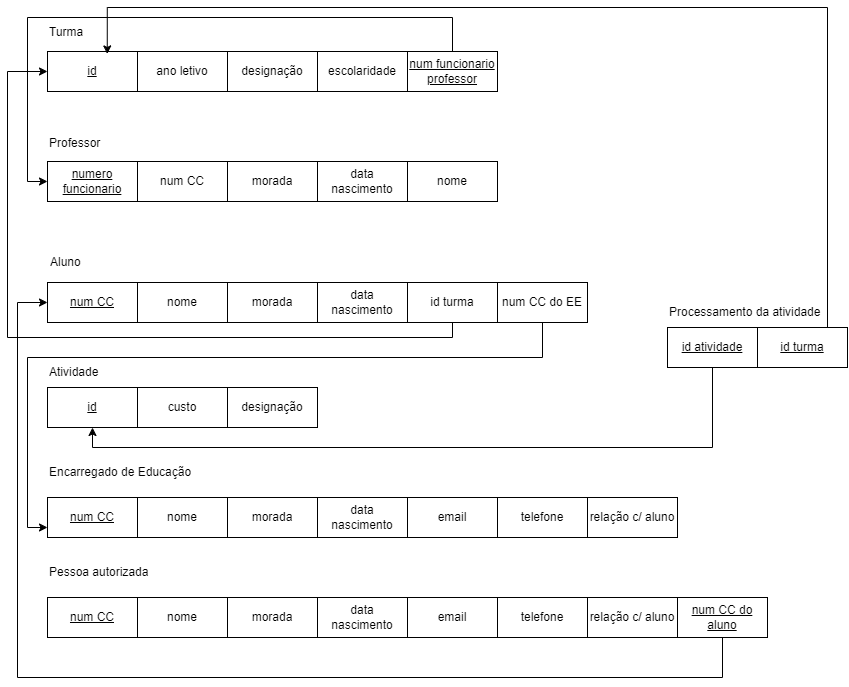 Turma
id
ano letivo
designação
escolaridade
num funcionario
professor
Professor
numero
funcionario
num CC
morada
data
nascimento
nome
Aluno
num CC
nome
morada
data
nascimento
id turma
num CC do EE
Processamento da atividade
id atividade
id turma
Atividade
id
custo
designação
Encarregado de Educação
num CC
nome
morada
data
nascimento
email
telefone
relação c/ aluno
Pessoa autorizada
num CC
nome
morada
data
nascimento
email
telefone
relação c/ aluno
num CC do
aluno